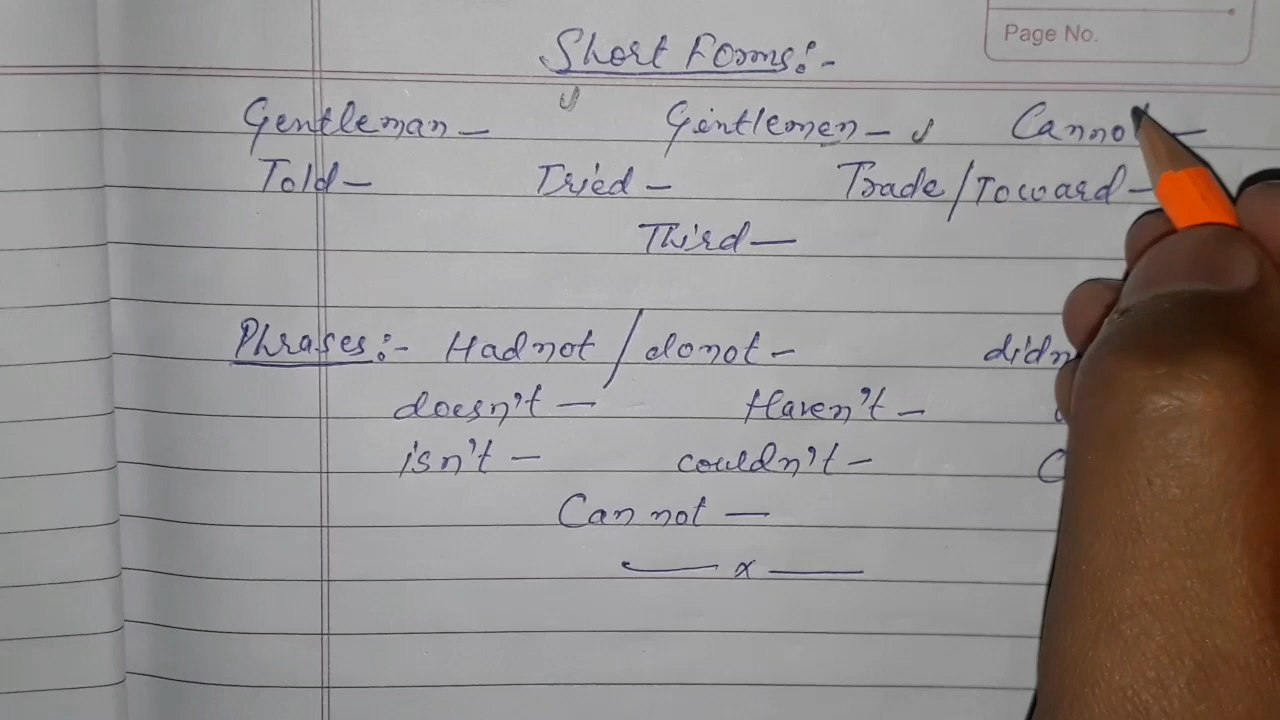 Page No.
Short Forms:-
Gentleman - Gentlemen - Cannot -
Told - Tried - Trade/Toward -
Third -
Phrases:- Had not / do not - didn
doesn't - Haven't -
isn't - couldn't -
Can not -
x